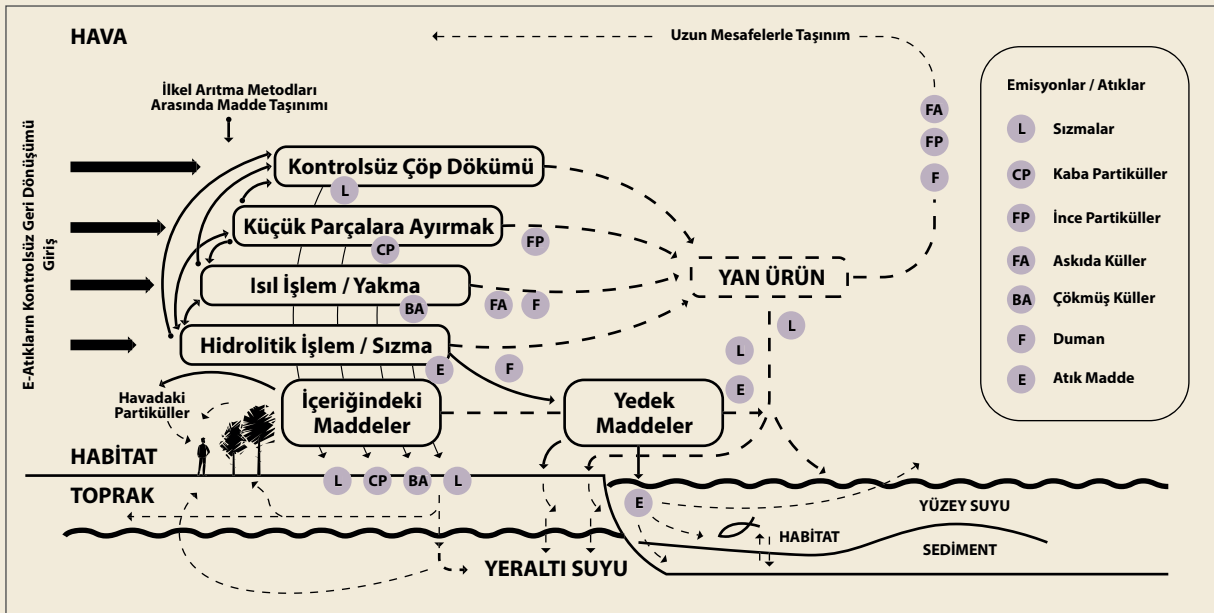 HAVA
Uzun Mesafelerle Taşınım
İlkel Arıtma Metodları
Arasında Madde Taşınımı
E-Atıkların Kontrolsüz Geri Dönüşümü
Giriş
Kontrolsüz Çöp Dökümü
L
Küçük Parçalara Ayırmak
CP
FP
Isıl İşlem / Yakma
BA
FA
F
Hidrolitik İşlem / Sızma
E
F
YAN ÜRÜN
FA
FP
F
L
L
E
İçeriğindeki
Maddeler
Yedek
Maddeler
Havadaki
Partiküller
HABİTAT
TOPRAK
L
CP
BA
L
E
YÜZEY SUYU
HABİTAT
SEDİMENT
YERALTI SUYU
Emisyonlar / Atıklar
L Sızmalar
CP Kaba Partiküller
FP İnce Partiküller
FA Askıda Küller
BA Çökmüş Küller
F Duman
E Atık Madde